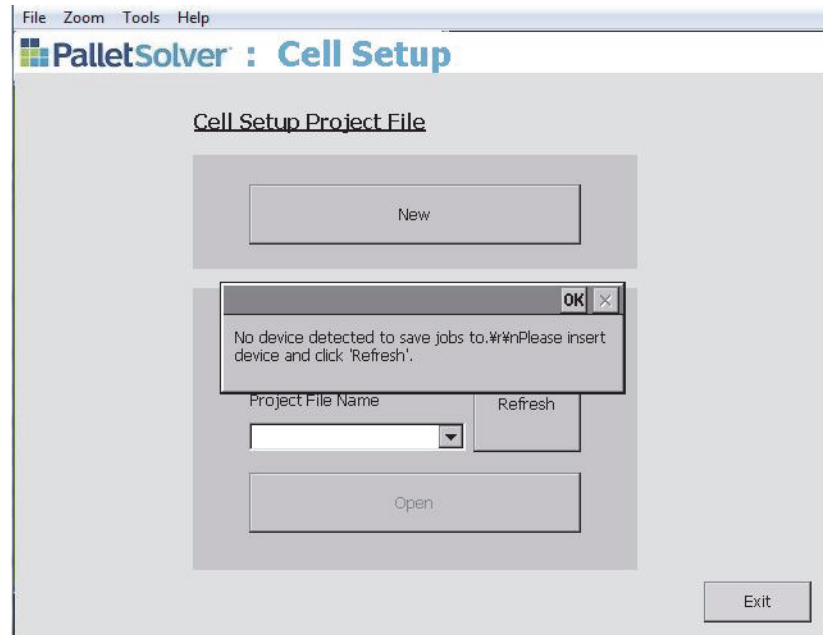 File Zoom Tools Help
PalletSolver : Cell Setup
Cell Setup Project File
New
OK
No device detected to save jobs to.¥r¥nPlease insert
device and click 'Refresh'.
Project File Name
Refresh
Open
Exit